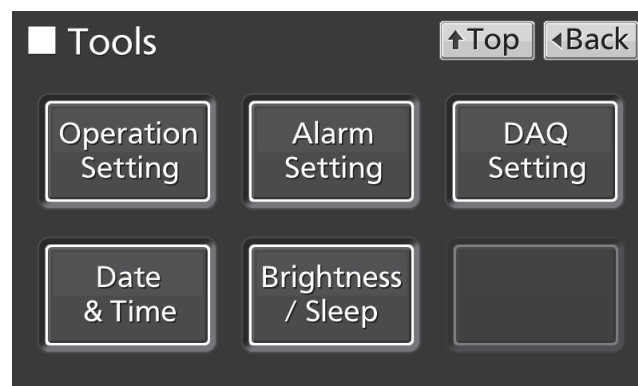 Tools
Top
Back
Operation
Setting
Alarm
Setting
DAQ
Setting
Date
& Time
Brightness
/ Sleep